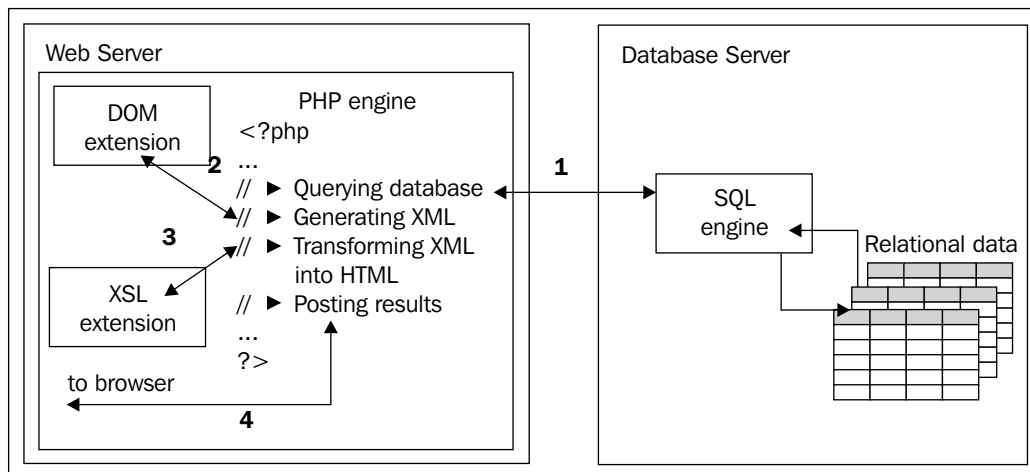 Web Server
Database Server
DOM
extension
PHP engine
<?php
...
2
1
// ► Querying database
// ► Generating XML
3
// ► Transforming XML
into HTML
SQL
engine
Relational data
XSL
extension
// ► Posting results
...
?>
to browser
4